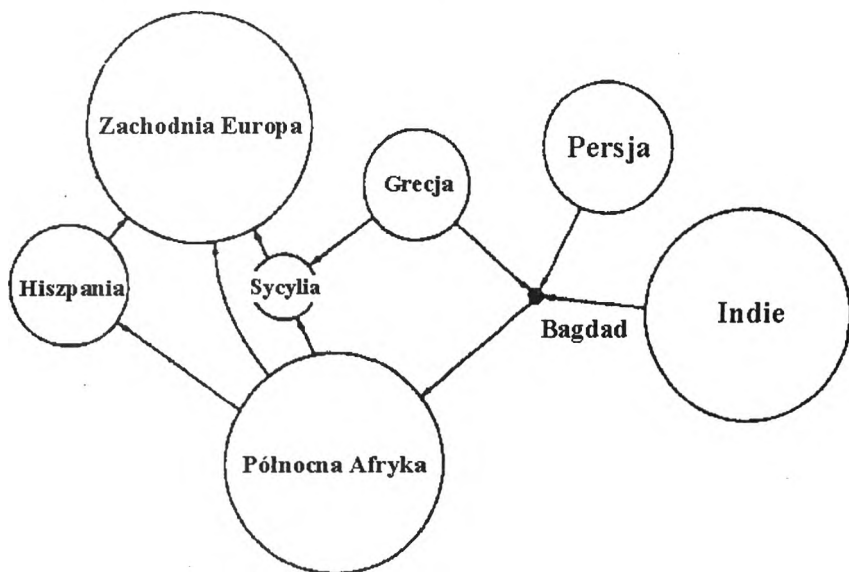 Zachodnia Europa
Persja
Grecja
Hiszpania
Sycylia
Bagdad
Indie
Północna Afryka